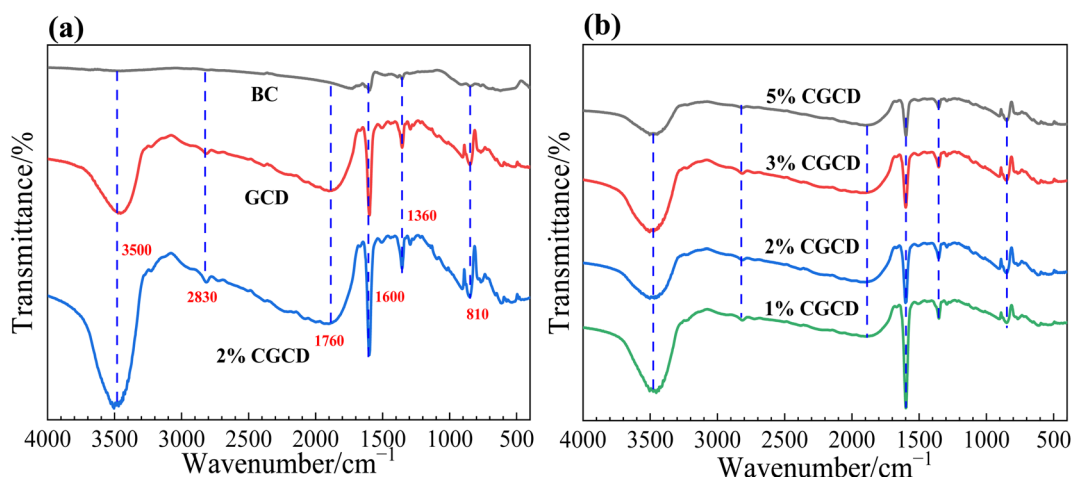 (a)
Transmittance/%
BC
GCD
2% CGCD
3500
2830
1760
1600
1360
810
4000 3500 3000 2500 2000 1500 1000 500
Wavenumber/cm⁻¹
(b)
Transmittance/%
5% CGCD
3% CGCD
2% CGCD
1% CGCD
4000 3500 3000 2500 2000 1500 1000 500
Wavenumber/cm⁻¹